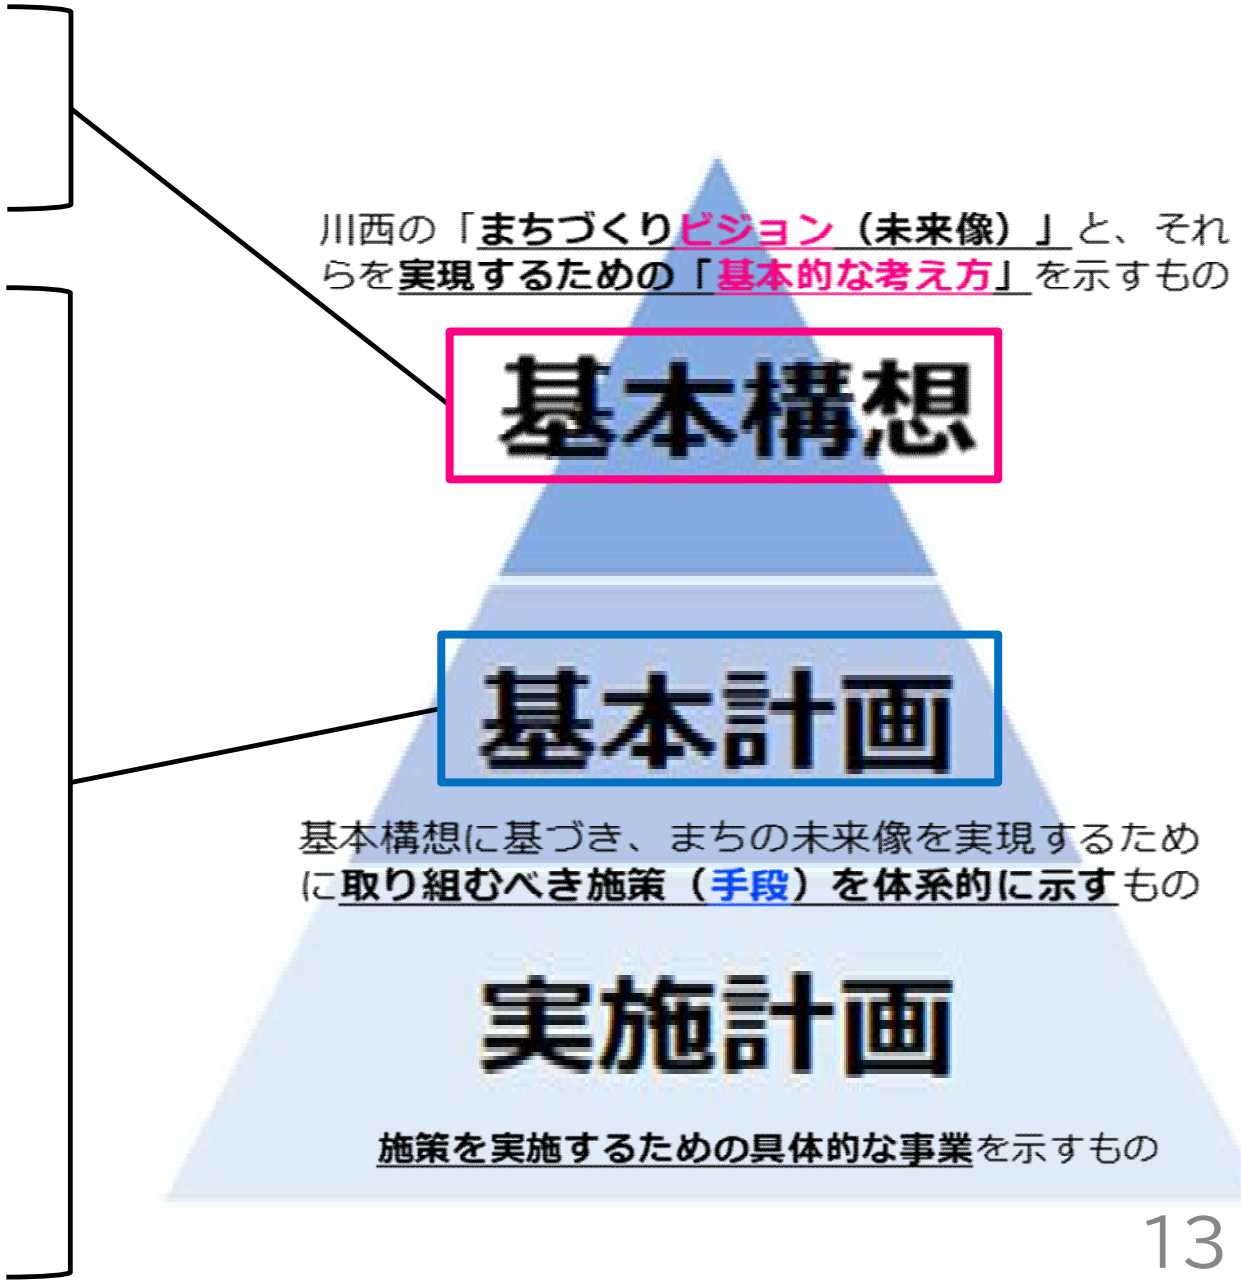 川西の「まちづくりビジョン（未来像）」と、それ
らを実現するための「基本的な考え方」を示すもの
基本構想
基本計画
基本構想に基づき、まちの未来像を実現するため
に取り組むべき施策（手段）を体系的に示すもの
実施計画
施策を実施するための具体的な事業を示すもの
13